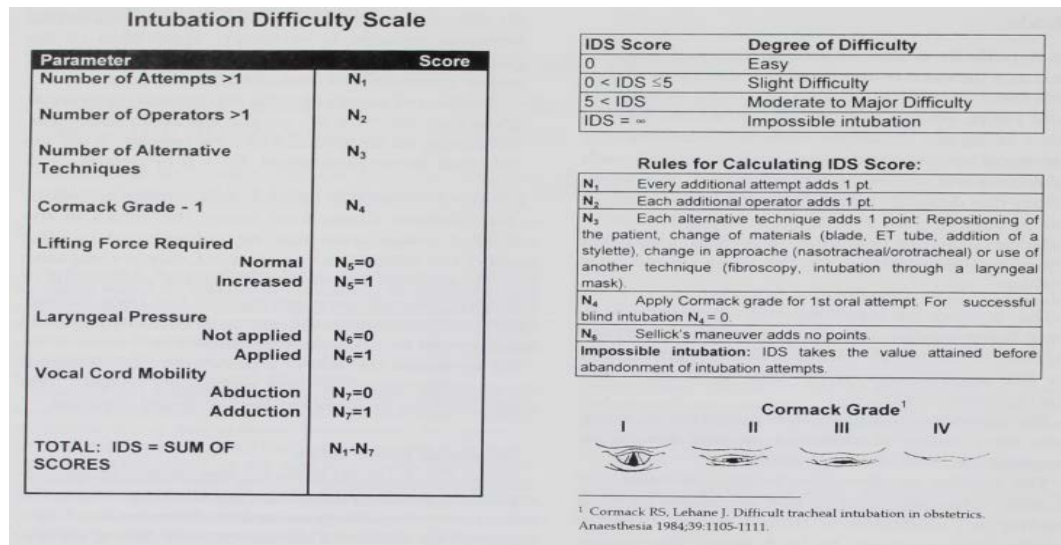 Intubation Difficulty Scale
Parameter Score
Number of Attempts >1 N₁
Number of Operators >1 N₂
Number of Alternative N₃
Techniques
Cormack Grade - 1 N₄
Lifting Force Required
Normal N₅=0
Increased N₅=1
Laryngeal Pressure
Not applied N₆=0
Applied N₆=1
Vocal Cord Mobility
Abduction N₇=0
Adduction N₇=1
TOTAL: IDS = SUM OF N₁-N₇
SCORES
IDS Score Degree of Difficulty
0 Easy
0 < IDS ≤5 Slight Difficulty
5 < IDS Moderate to Major Difficulty
IDS = ∞ Impossible intubation
Rules for Calculating IDS Score:
N₁ Every additional attempt adds 1 pt.
N₂ Each additional operator adds 1 pt.
N₃ Each alternative technique adds 1 point: Repositioning of
the patient, change of materials (blade, ET tube, addition of a
stylette), change in approache (nasotracheal/orotracheal) or use of
another technique (fibroscopy, intubation through a laryngeal
mask).
N₄ Apply Cormack grade for 1st oral attempt. For successful
blind intubation N₄ = 0.
N₆ Sellick's maneuver adds no points.
Impossible intubation: IDS takes the value attained before
abandonment of intubation attempts.
Cormack Grade¹
I II III IV
¹ Cormack RS, Lehane J. Difficult tracheal intubation in obstetrics.
Anaesthesia 1984;39:1105-1111.